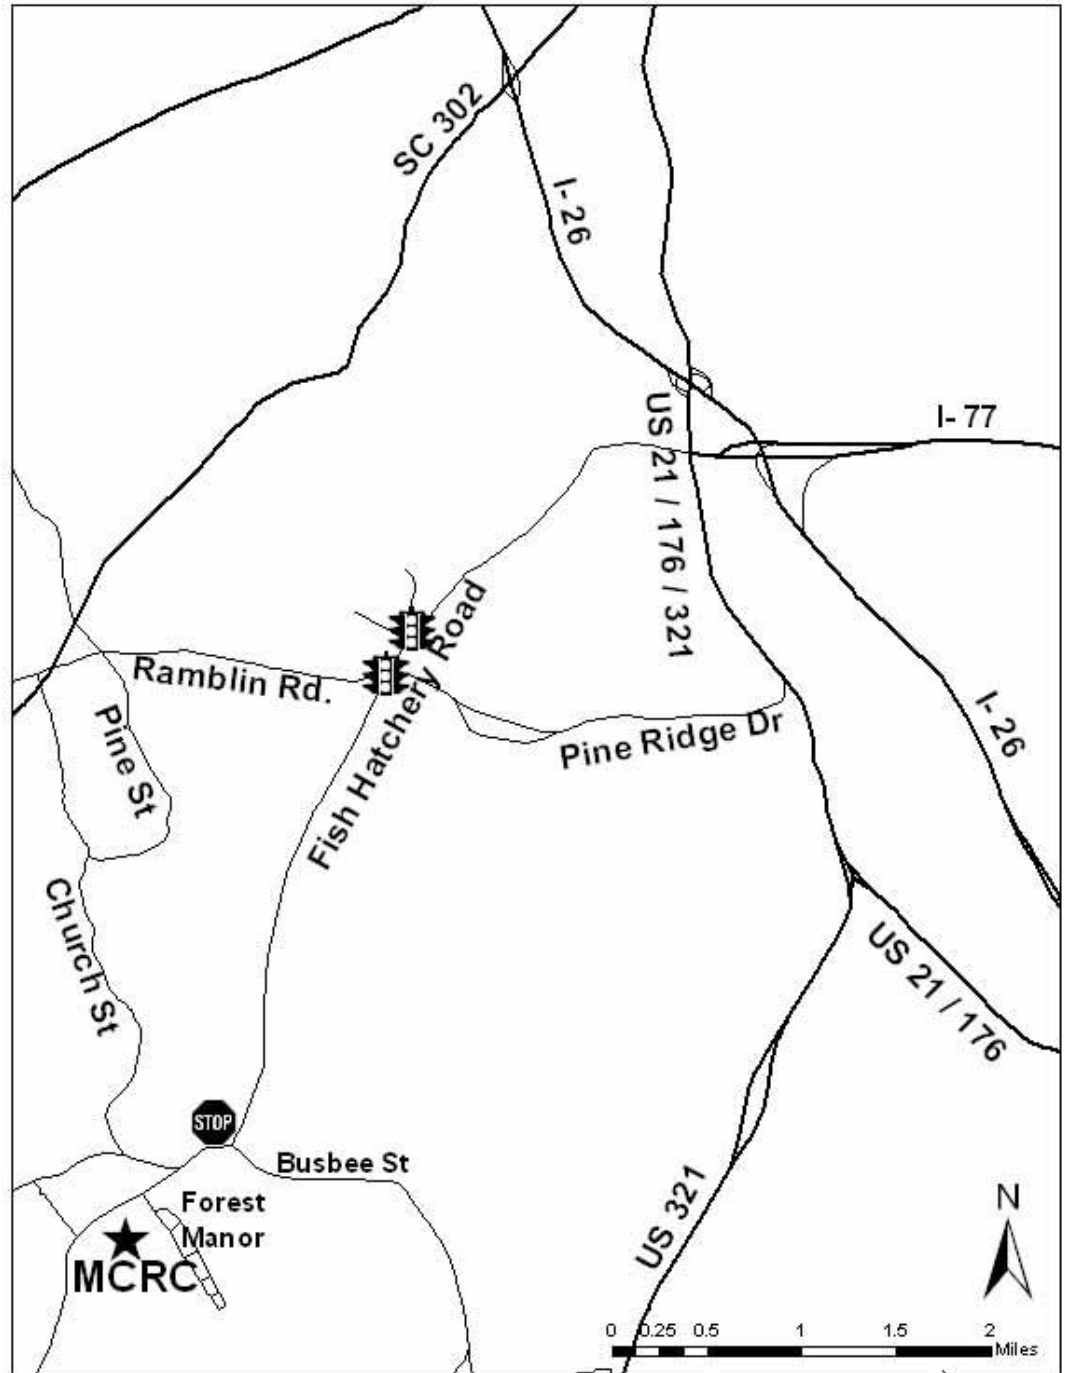 SC 302
I- 26
I- 77
US 21 / 176 / 321
Fish Hatchery Road
Ramblin Rd.
Pine St
Pine Ridge Dr
I- 26
Church St
US 21 / 176
STOP
Busbee St
Forest
Manor
MCRC
US 321
N
0 0.25 0.5 1 1.5 2
Miles